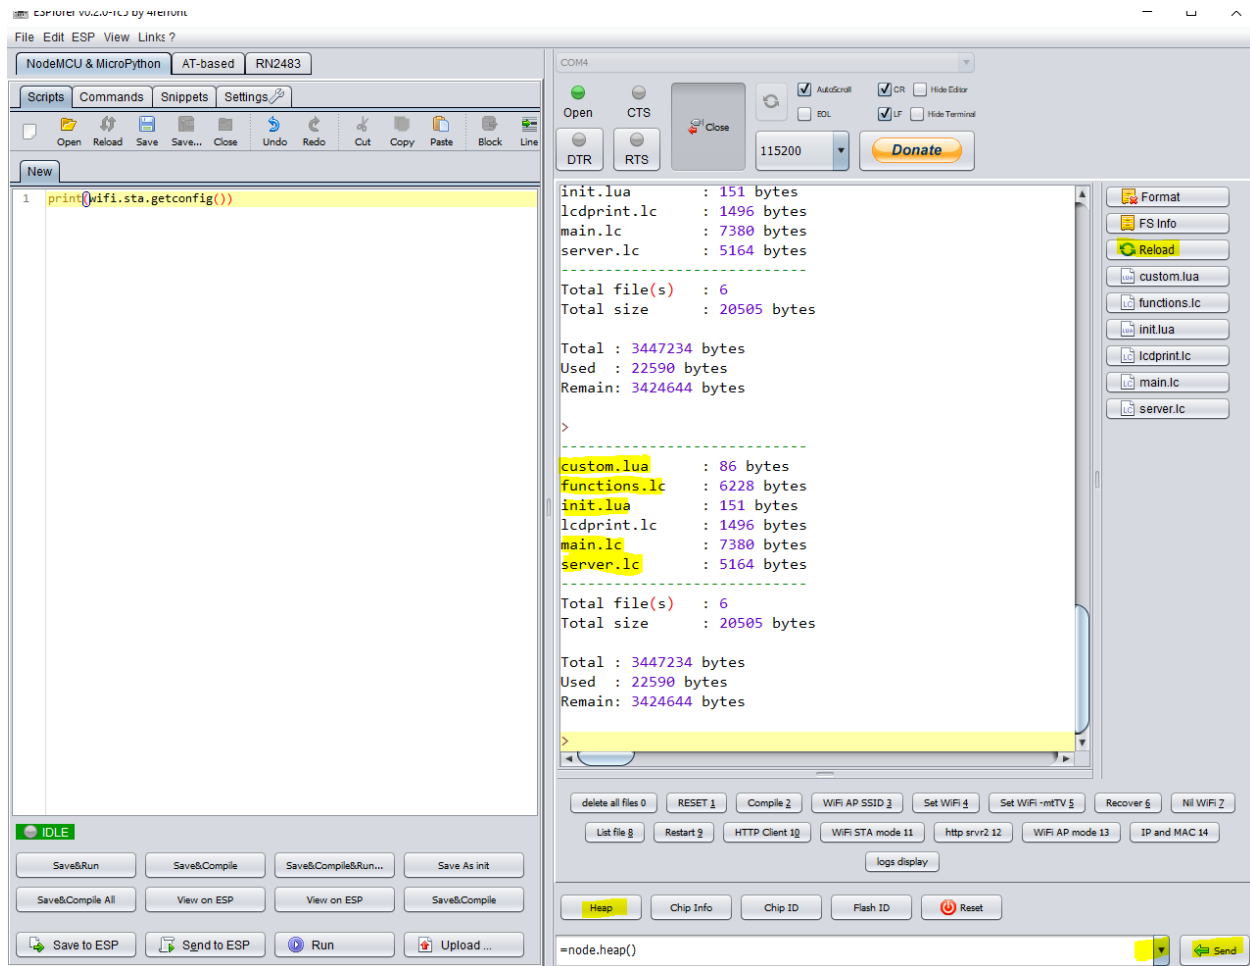 ESPlorer v0.2.0-rc5 by 4refront
File Edit ESP View Links ?
NodeMCU & MicroPython AT-based RN2483
Scripts Commands Snippets Settings
Open Reload Save Save... Close Undo Redo Cut Copy Paste Block Line
New
1 print(wifi.sta.getconfig())
IDLE
Save&Run Save&Compile Save&Compile&Run... Save As init
Save&Compile All View on ESP View on ESP Save&Compile
Save to ESP Send to ESP Run Upload ...
COM4
AutoScroll CR Hide Editor
Open CTS
EOL LF Hide Terminal
Close
DTR RTS
115200
Donate
init.lua : 151 bytes
lcdprint.lc : 1496 bytes
main.lc : 7380 bytes
server.lc : 5164 bytes
----------------------------
Total file(s) : 6
Total size : 20505 bytes
Total : 3447234 bytes
Used : 22590 bytes
Remain: 3424644 bytes
>
----------------------------
custom.lua : 86 bytes
functions.lc : 6228 bytes
init.lua : 151 bytes
lcdprint.lc : 1496 bytes
main.lc : 7380 bytes
server.lc : 5164 bytes
----------------------------
Total file(s) : 6
Total size : 20505 bytes
Total : 3447234 bytes
Used : 22590 bytes
Remain: 3424644 bytes
>
Format
FS Info
Reload
custom.lua
functions.lc
init.lua
lcdprint.lc
main.lc
server.lc
delete all files 0 RESET 1 Compile 2 WiFi AP SSID 3 Set WiFi 4 Set WiFi -mtTV 5 Recover 6 Nil WiFi 7
List file 8 Restart 9 HTTP Client 10 WiFi STA mode 11 http srvr2 12 WiFi AP mode 13 IP and MAC 14
logs display
Heap Chip Info Chip ID Flash ID Reset
=node.heap() Send